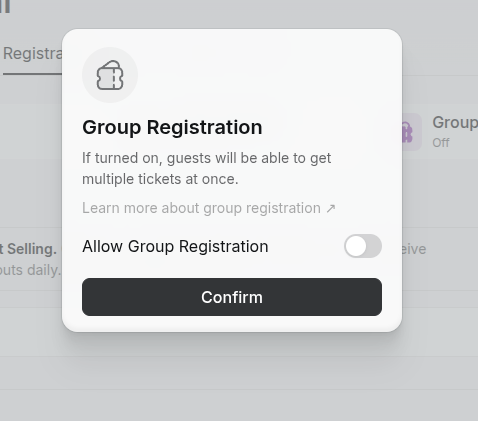 Registra
Group Registration
If turned on, guests will be able to get
multiple tickets at once.
Learn more about group registration ↗
Allow Group Registration
Confirm
Group
Off
t Selling.
outs daily.
eive